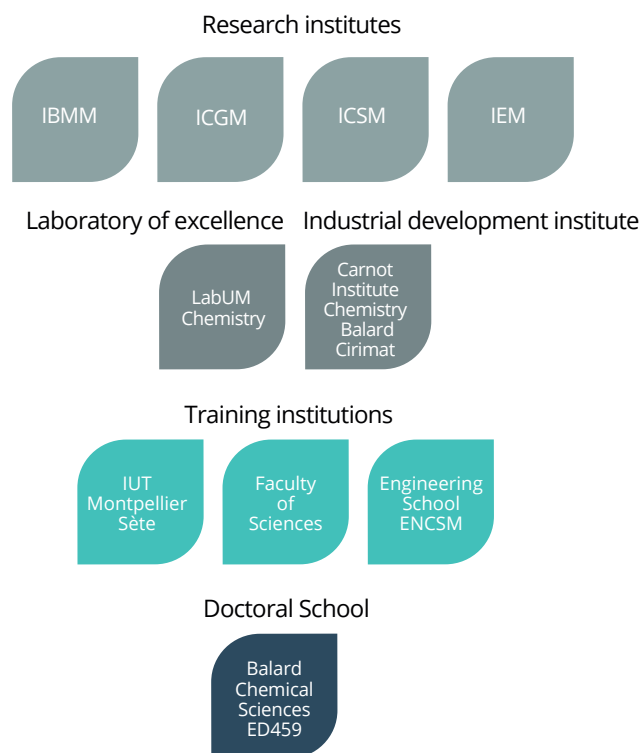 Research institutes
IBMM
ICGM
ICSM
IEM
Laboratory of excellence
Industrial development institute
LabUM
Chemistry
Carnot
Institute
Chemistry
Balard
Cirimat
Training institutions
IUT
Montpellier
Sète
Faculty
of
Sciences
Engineering
School
ENCSM
Doctoral School
Balard
Chemical
Sciences
ED459